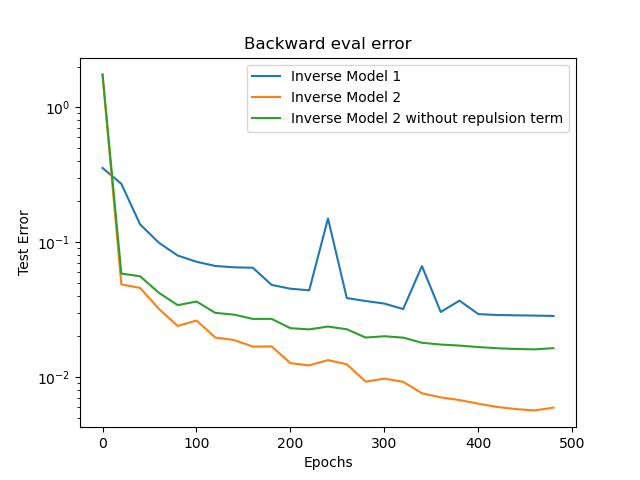 Backward eval error
Inverse Model 1
Inverse Model 2
Inverse Model 2 without repulsion term
Test Error
10⁰
10⁻¹
10⁻²
0 100 200 300 400 500
Epochs